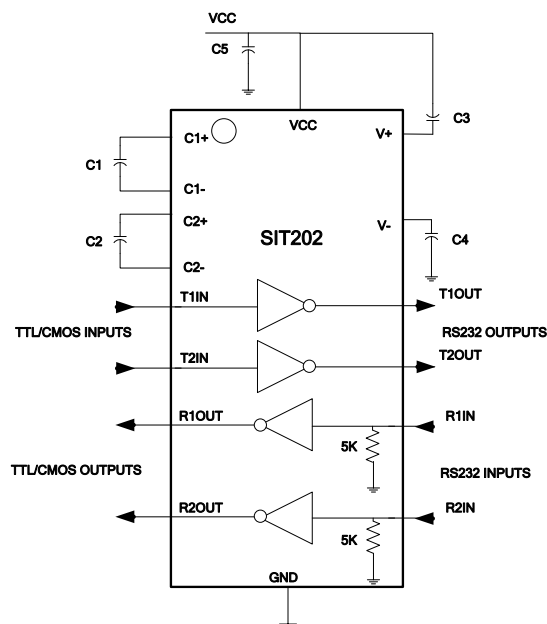 VCC
C5
C3
VCC
V+
C1+
C1
C1-
C2+
V-
C2
SIT202
C4
C2-
T1IN
T1OUT
TTL/CMOS INPUTS
RS232 OUTPUTS
T2IN
T2OUT
R1OUT
R1IN
5K
TTL/CMOS OUTPUTS
RS232 INPUTS
R2OUT
R2IN
5K
GND